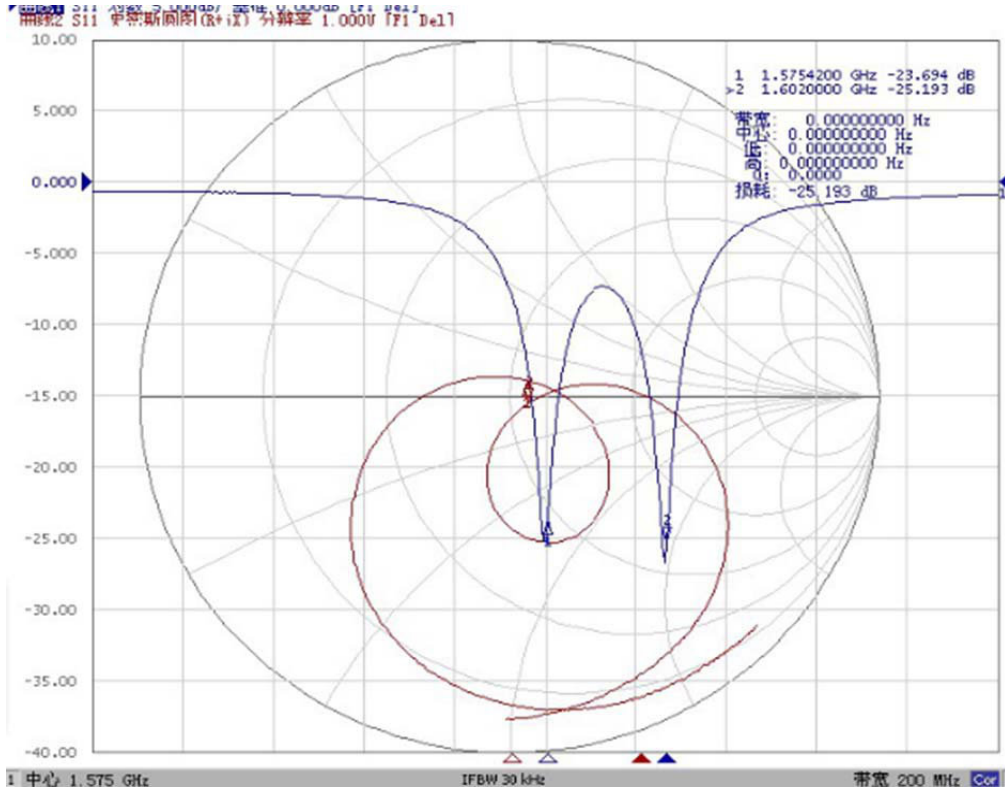 S11 对数 5.000dB/ 基准 0.000dB [F1 Del]
曲线2 S11 史密斯圆图(R+jX) 分辨率 1.000U [F1 Del]
10.00
5.000
0.000
-5.000
-10.00
-15.00
-20.00
-25.00
-30.00
-35.00
-40.00
1 1.5754200 GHz -23.694 dB
>2 1.6020000 GHz -25.193 dB
带宽: 0.000000000 Hz
中心: 0.000000000 Hz
低: 0.000000000 Hz
高: 0.000000000 Hz
Q: 0.0000
损耗: -25.193 dB
1
2
2
1 中心 1.575 GHz
IFBW 30 kHz
带宽 200 MHz Cor